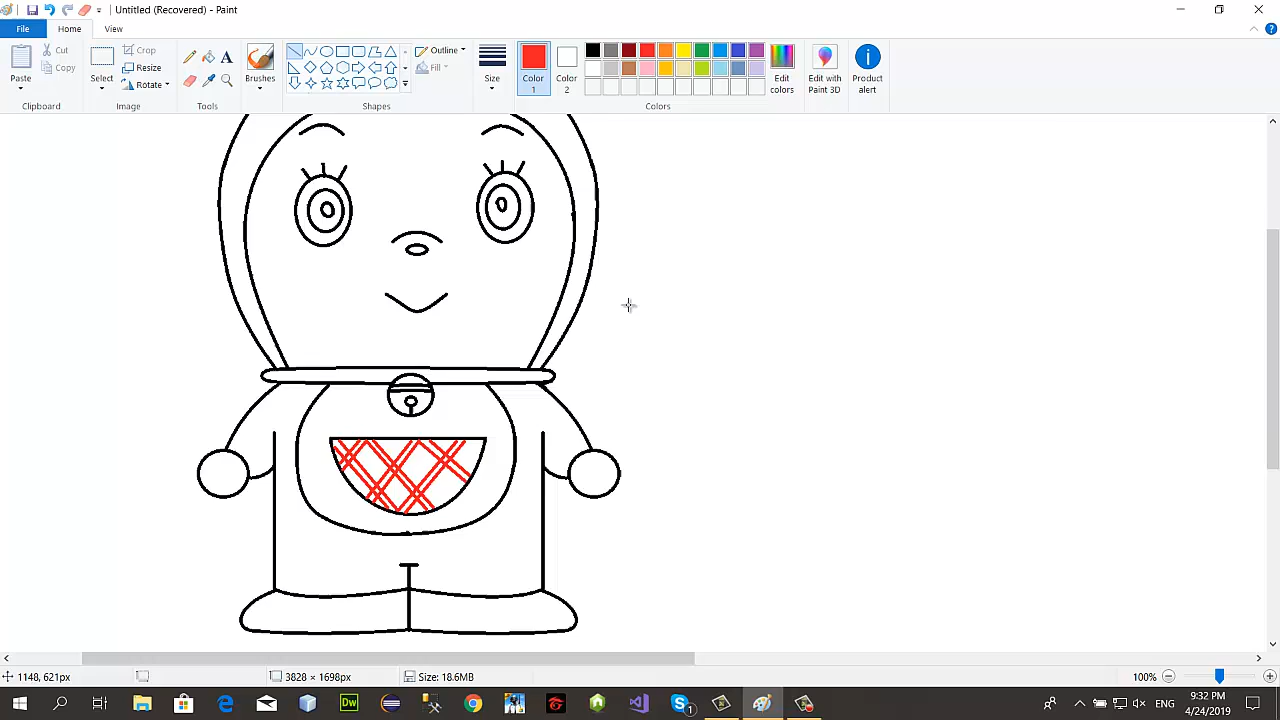 Untitled (Recovered) - Paint
File Home View
Paste
Cut
Copy
Clipboard
Select
Crop
Resize
Rotate
Image
A
Tools
Brushes
Outline
Fill
Shapes
Size
Color
1
Color
2
Edit
colors
Colors
Edit with
Paint 3D
Product
alert
1148, 621px
3828 × 1698px
Size: 18.6MB
100%
Dw
1
ENG
9:32 PM
4/24/2019